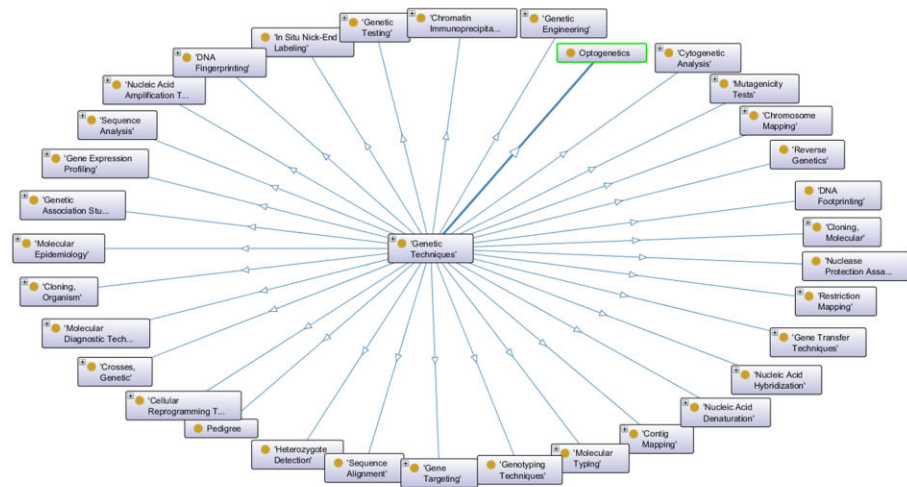 'Genetic
Testing'
'Chromatin
Immunoprecipita...
'Genetic
Engineering'
'In Situ Nick-End
Labeling'
Optogenetics
'Cytogenetic
Analysis'
'DNA
Fingerprinting'
'Mutagenicity
Tests'
'Nucleic Acid
Amplification T...
'Chromosome
Mapping'
'Sequence
Analysis'
'Reverse
Genetics'
'Gene Expression
Profiling'
'DNA
Footprinting'
'Genetic
Association Stu...
'Cloning,
Molecular'
'Molecular
Epidemiology'
'Genetic
Techniques'
'Nuclease
Protection Assa...
'Cloning,
Organism'
'Restriction
Mapping'
'Molecular
Diagnostic Tech...
'Gene Transfer
Techniques'
'Crosses,
Genetic'
'Nucleic Acid
Hybridization'
'Cellular
Reprogramming T...
'Nucleic Acid
Denaturation'
Pedigree
'Contig
Mapping'
'Heterozygote
Detection'
'Molecular
Typing'
'Sequence
Alignment'
'Gene
Targeting'
'Genotyping
Techniques'